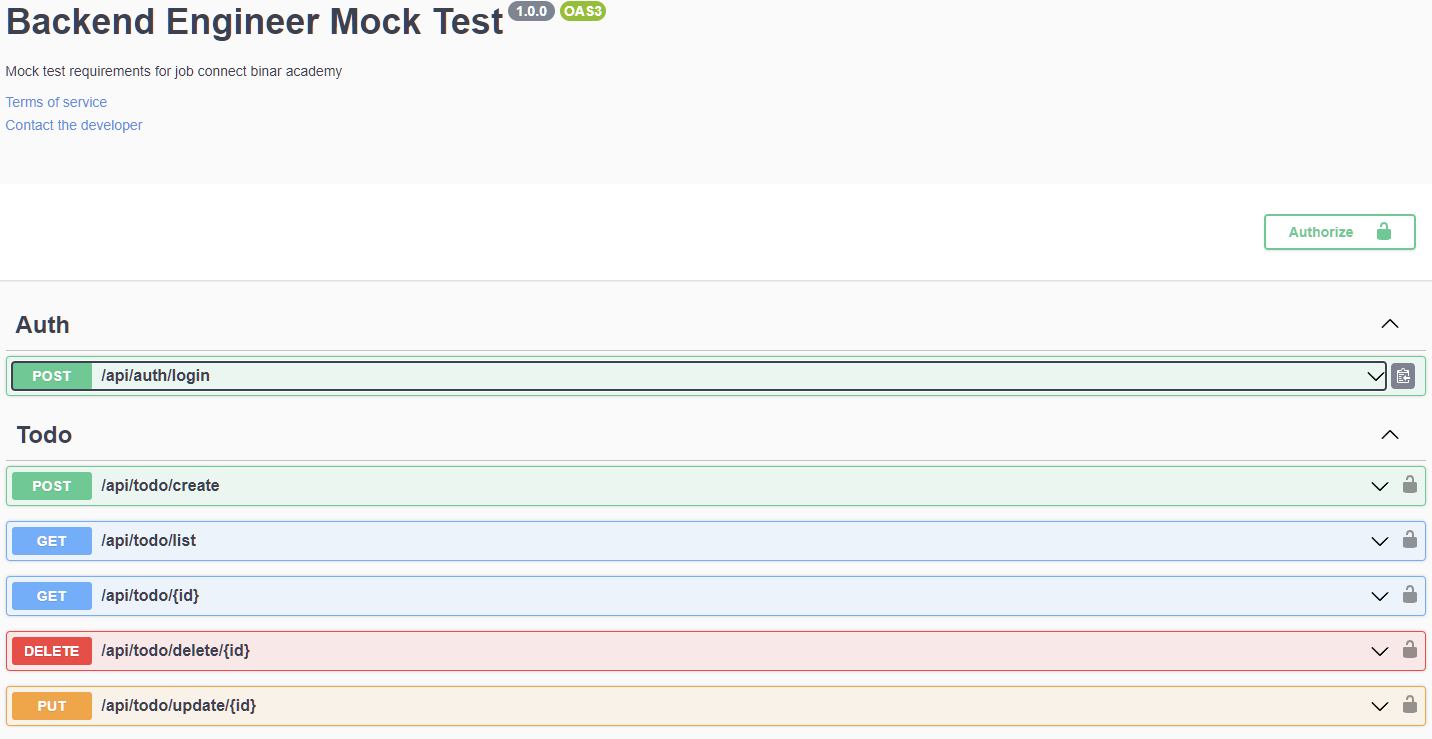 Backend Engineer Mock Test 1.0.0 OAS3
Mock test requirements for job connect binar academy
Terms of service
Contact the developer
Authorize
Auth
POST /api/auth/login
Todo
POST /api/todo/create
GET /api/todo/list
GET /api/todo/{id}
DELETE /api/todo/delete/{id}
PUT /api/todo/update/{id}